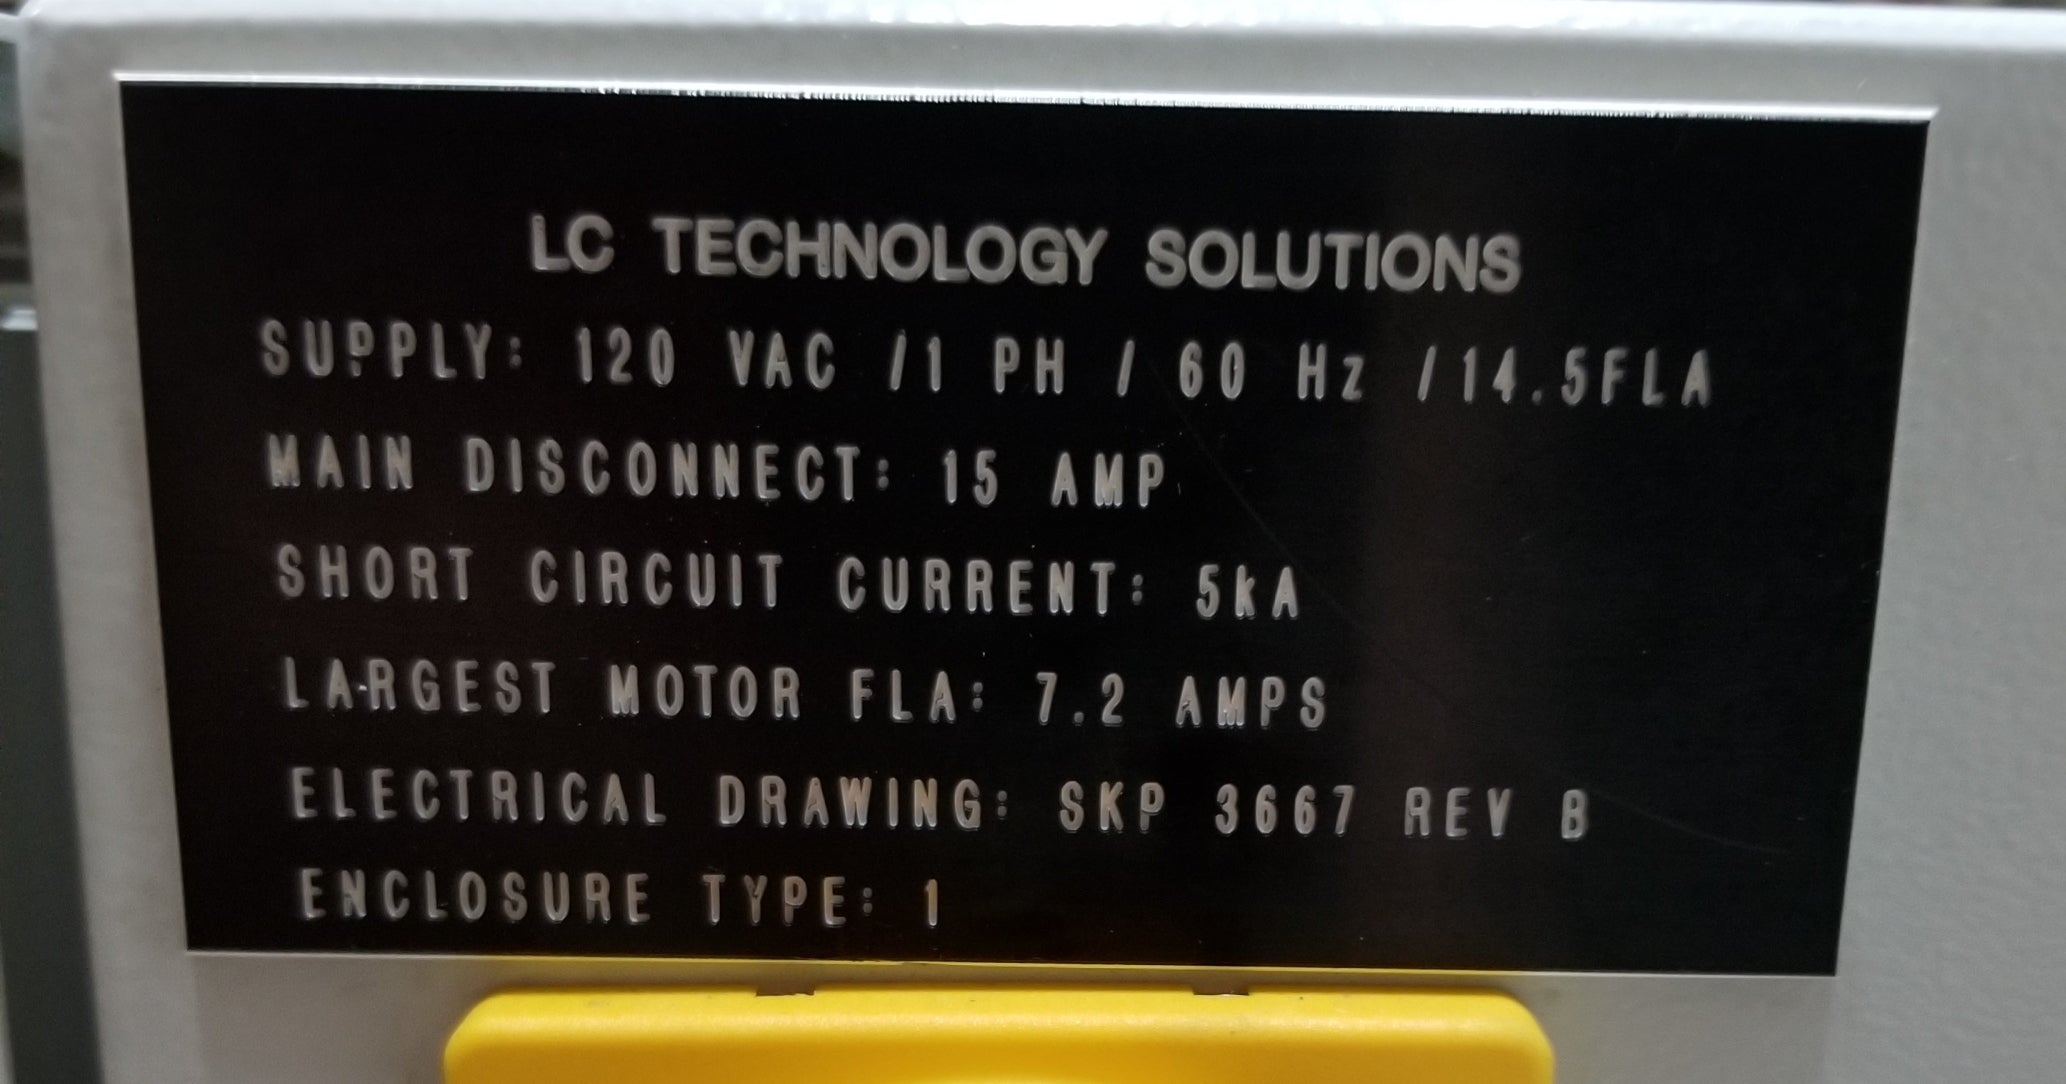 LC TECHNOLOGY SOLUTIONS
SUPPLY: 120 VAC /1 PH / 60 Hz /14.5FLA
MAIN DISCONNECT: 15 AMP
SHORT CIRCUIT CURRENT: 5kA
LARGEST MOTOR FLA: 7.2 AMPS
ELECTRICAL DRAWING: SKP 3667 REV B
ENCLOSURE TYPE: 1